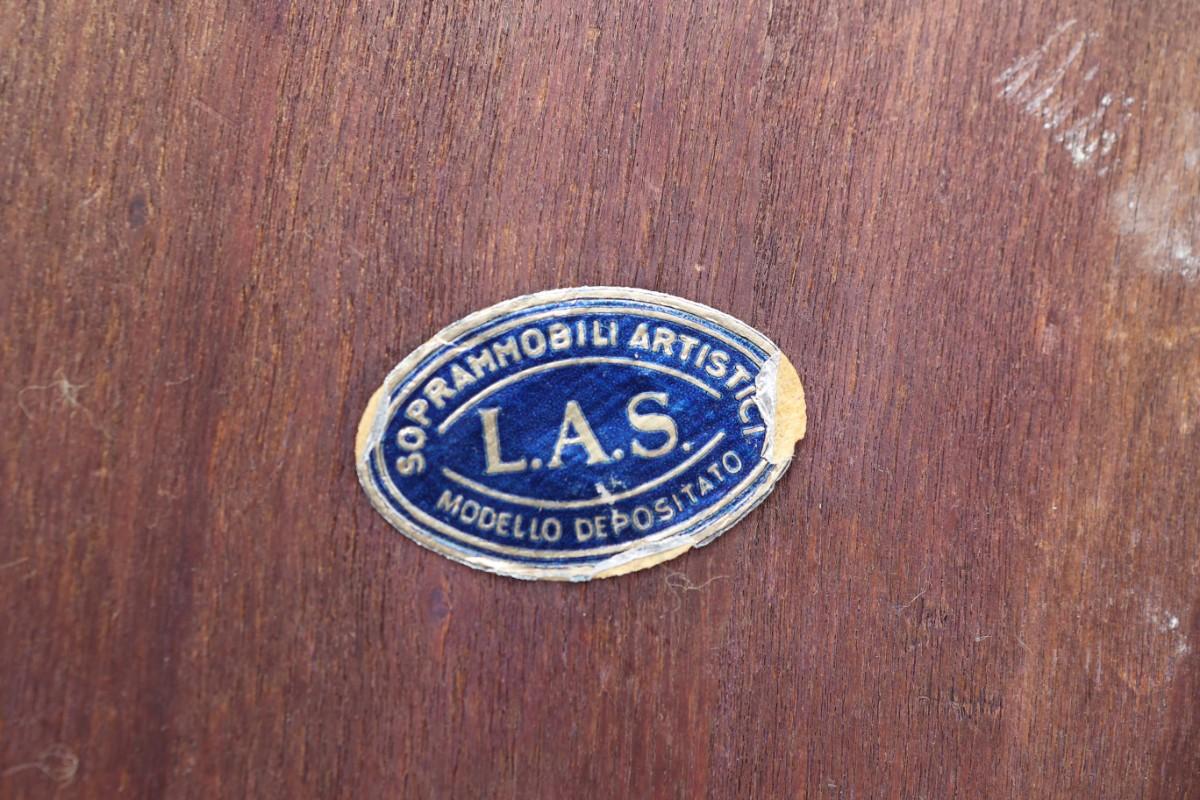 SOPRAMMOBILI ARTISTICI
L.A.S.
MODELLO DEPOSITATO